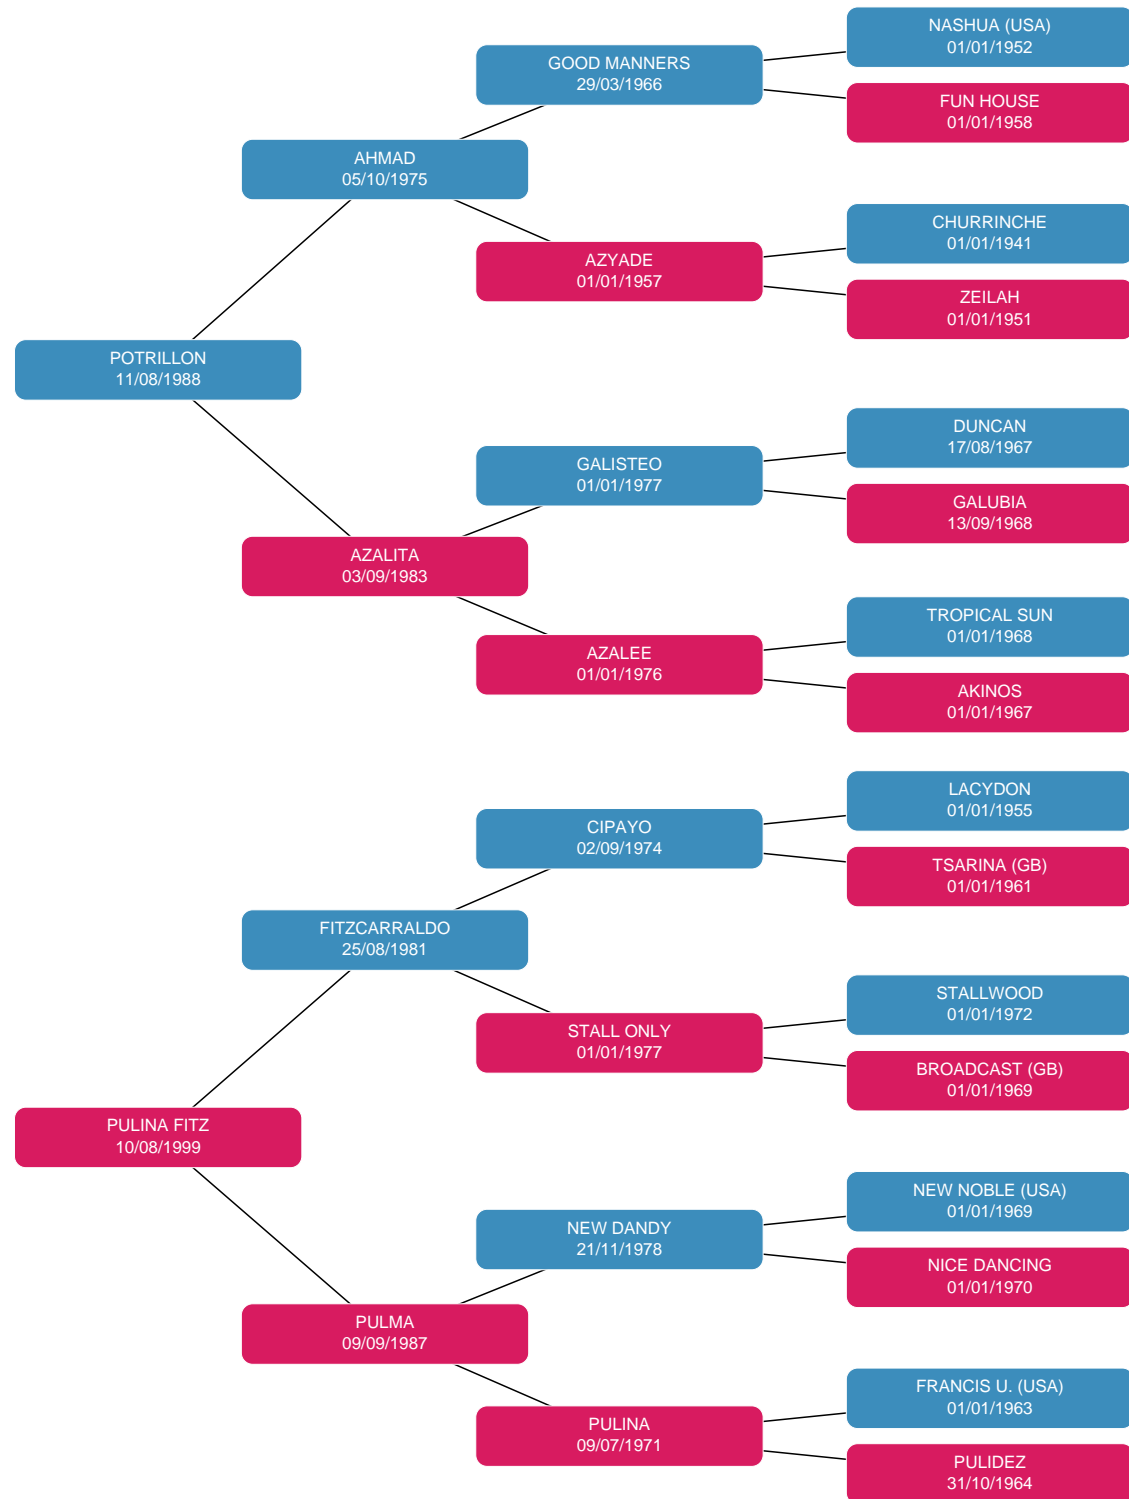 NASHUA (USA)
01/01/1952
GOOD MANNERS
29/03/1966
FUN HOUSE
01/01/1958
AHMAD
05/10/1975
CHURRINCHE
01/01/1941
AZYADE
01/01/1957
ZEILAH
01/01/1951
POTRILLON
11/08/1988
DUNCAN
17/08/1967
GALISTEO
01/01/1977
GALUBIA
13/09/1968
AZALITA
03/09/1983
TROPICAL SUN
01/01/1968
AZALEE
01/01/1976
AKINOS
01/01/1967
LACYDON
01/01/1955
CIPAYO
02/09/1974
TSARINA (GB)
01/01/1961
FITZCARRALDO
25/08/1981
STALLWOOD
01/01/1972
STALL ONLY
01/01/1977
BROADCAST (GB)
01/01/1969
PULINA FITZ
10/08/1999
NEW NOBLE (USA)
01/01/1969
NEW DANDY
21/11/1978
NICE DANCING
01/01/1970
PULMA
09/09/1987
FRANCIS U. (USA)
01/01/1963
PULINA
09/07/1971
PULIDEZ
31/10/1964